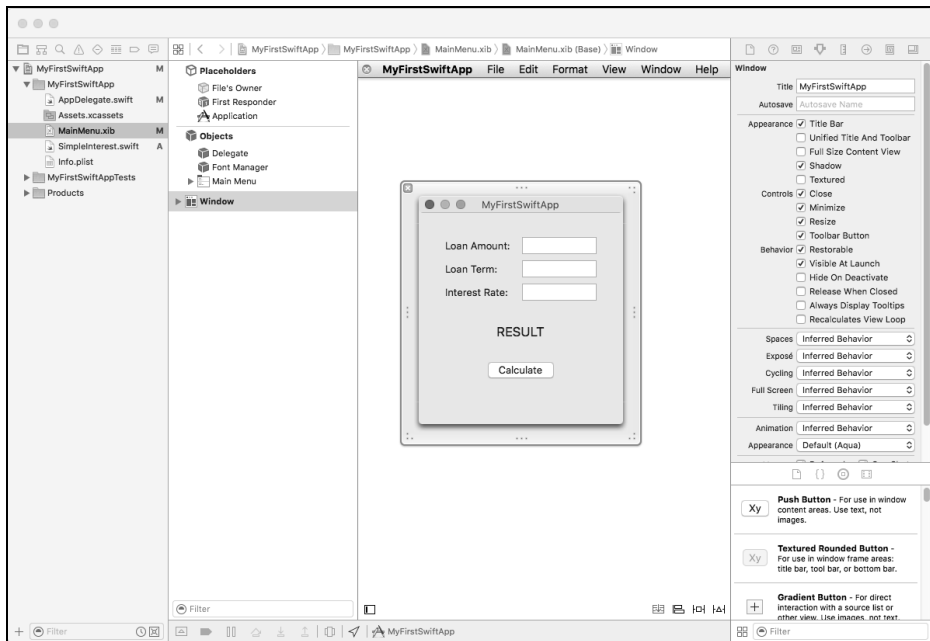 MyFirstSwiftApp
MyFirstSwiftApp
MainMenu.xib
MainMenu.xib (Base)
Window
MyFirstSwiftApp M
MyFirstSwiftApp
AppDelegate.swift M
Assets.xcassets
MainMenu.xib M
SimpleInterest.swift A
Info.plist
MyFirstSwiftAppTests
Products
Placeholders
File's Owner
First Responder
Application
Objects
Delegate
Font Manager
Main Menu
Window
MyFirstSwiftApp File Edit Format View Window Help
MyFirstSwiftApp
Loan Amount:
Loan Term:
Interest Rate:
RESULT
Calculate
Window
Title MyFirstSwiftApp
Autosave Autosave Name
Appearance Title Bar
Unified Title And Toolbar
Full Size Content View
Shadow
Textured
Controls Close
Minimize
Resize
Toolbar Button
Behavior Restorable
Visible At Launch
Hide On Deactivate
Release When Closed
Always Display Tooltips
Recalculates View Loop
Spaces Inferred Behavior
Exposé Inferred Behavior
Cycling Inferred Behavior
Full Screen Inferred Behavior
Tiling Inferred Behavior
Animation Inferred Behavior
Appearance Default (Aqua)
{}
Xy
Push Button - For use in window
content areas. Use text, not
images.
Xy
Textured Rounded Button -
For use in window frame areas:
title bar, tool bar, or bottom bar.
Gradient Button - For direct
interaction with a source list or
other view. Use images, not text.
Filter
Filter
MyFirstSwiftApp
Filter